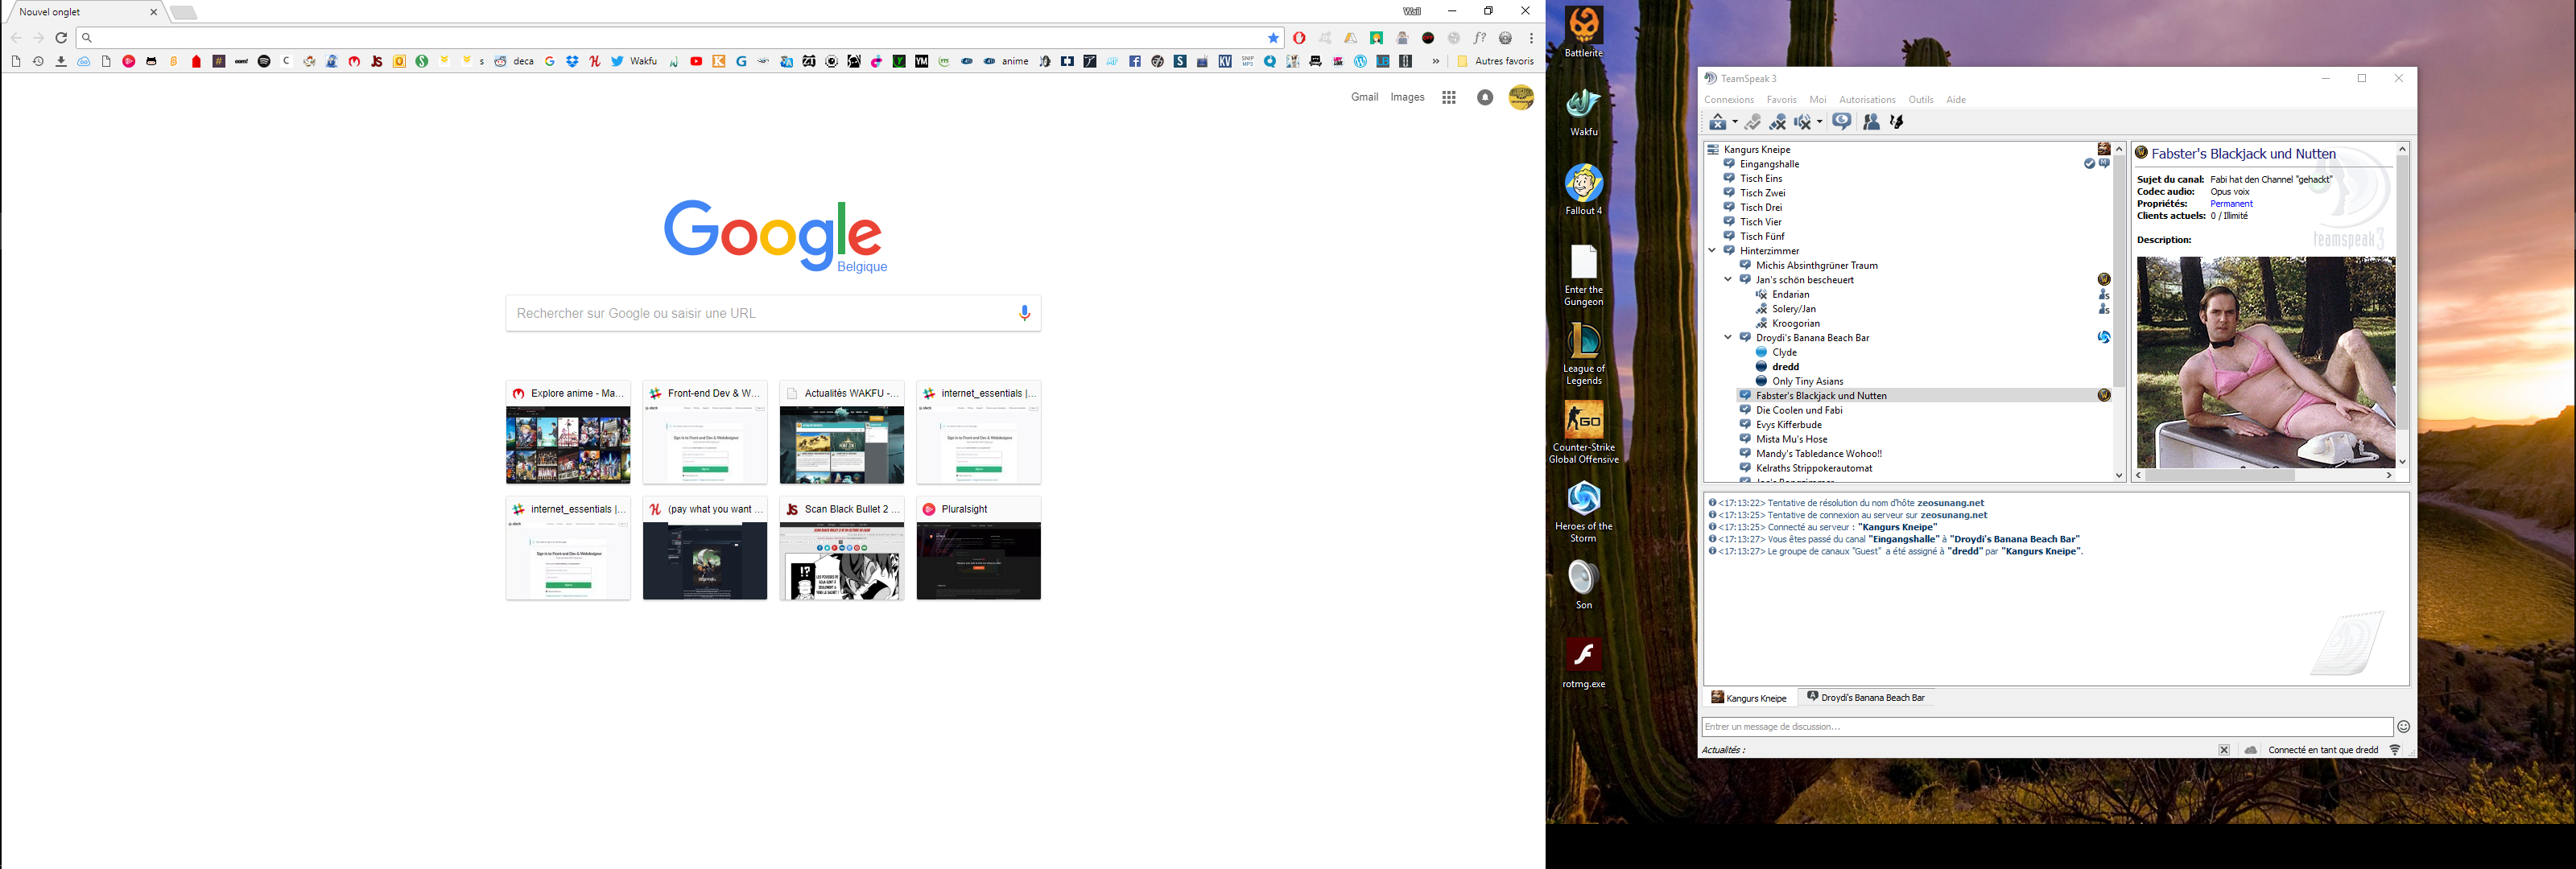 Nouvel onglet
Wall
s
deca
Wakfu
anime
Autres favoris
Gmail
Images
Google
Belgique
Rechercher sur Google ou saisir une URL
Explore anime - Ma...
Front-end Dev & W...
Actualités WAKFU -...
internet_essentials |...
internet_essentials |...
(pay what you want ...
Scan Black Bullet 2 ...
Pluralsight
Battlerite
Wakfu
Fallout 4
Enter the
Gungeon
League of
Legends
Counter-Strike
Global Offensive
Heroes of the
Storm
Son
rotmg.exe
TeamSpeak 3
Connexions Favoris Moi Autorisations Outils Aide
Kangurs Kneipe
Eingangshalle
Tisch Eins
Tisch Zwei
Tisch Drei
Tisch Vier
Tisch Fünf
Hinterzimmer
Michis Absinthgrüner Traum
Jan's schön bescheuert
Endarian
Solery/Jan
Kroogorian
Droydi's Banana Beach Bar
Clyde
dredd
Only Tiny Asians
Fabster's Blackjack und Nutten
Die Coolen und Fabi
Evys Kifferbude
Mista Mu's Hose
Mandy's Tabledance Wohoo!!
Kelraths Strippokerautomat
Fabster's Blackjack und Nutten
Sujet du canal: Fabi hat den Channel "gehackt"
Codec audio: Opus voix
Propriétés: Permanent
Clients actuels: 0 / Illimité
teamspeak3
Description:
<17:13:22> Tentative de résolution du nom d'hôte zeosunang.net
<17:13:25> Tentative de connexion au serveur sur zeosunang.net
<17:13:25> Connecté au serveur : "Kangurs Kneipe"
<17:13:27> Vous êtes passé du canal "Eingangshalle" à "Droydi's Banana Beach Bar"
<17:13:27> Le groupe de canaux "Guest" a été assigné à "dredd" par "Kangurs Kneipe".
Kangurs Kneipe
Droydi's Banana Beach Bar
Entrer un message de discussion...
Actualités :
Connecté en tant que dredd